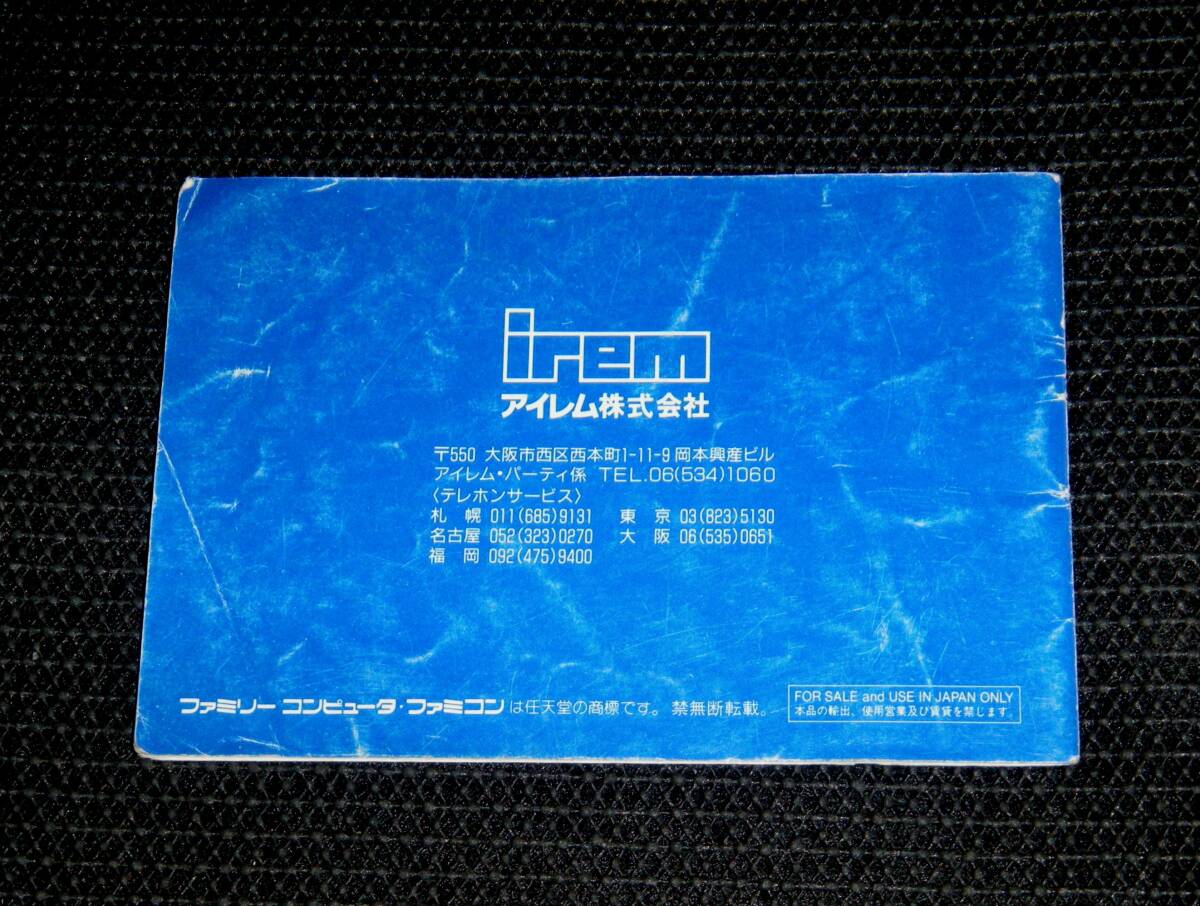 irem
アイレム株式会社
〒550 大阪市西区西本町1-11-9 岡本興産ビル
アイレム・パーティ係 TEL.06(534)1060
〈テレホンサービス〉
札 幌 011(685)9131 東 京 03(823)5130
名古屋 052(323)0270 大 阪 06(535)0651
福 岡 092(475)9400
ファミリー コンピュータ・ファミコン は任天堂の商標です。 禁無断転載。
FOR SALE and USE IN JAPAN ONLY
本品の輸出、使用営業及び賃貸を禁じます。